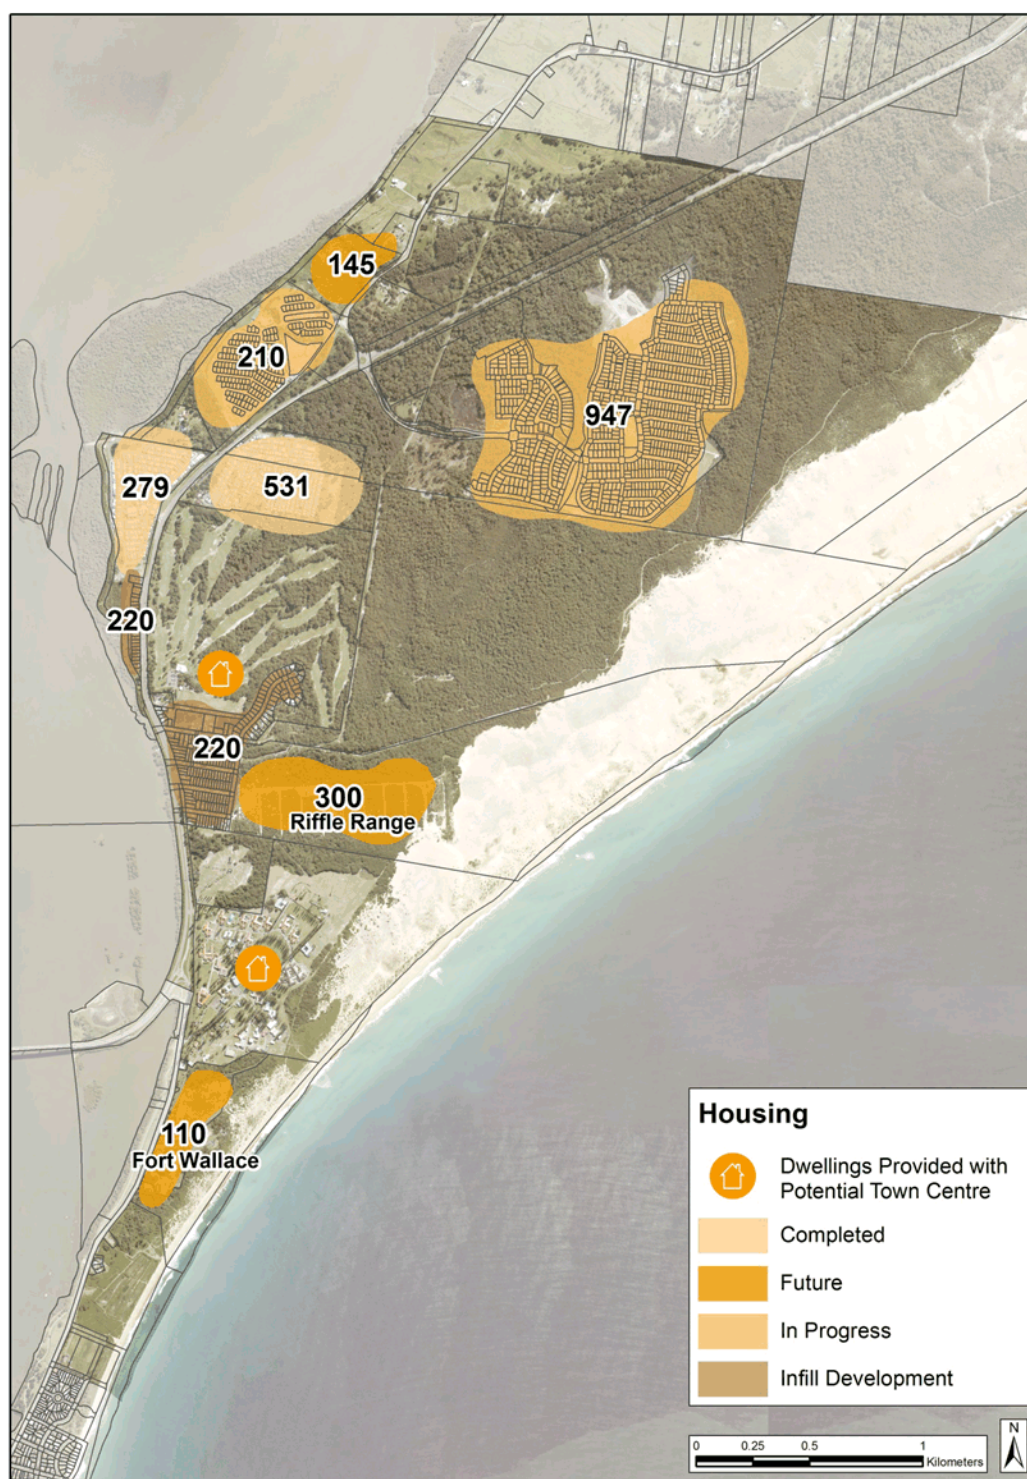 145
210
947
279
531
220
220
300
Riffle Range
110
Fort Wallace
Housing
Dwellings Provided with
Potential Town Centre
Completed
Future
In Progress
Infill Development
0 0.25 0.5 1
Kilometers
N